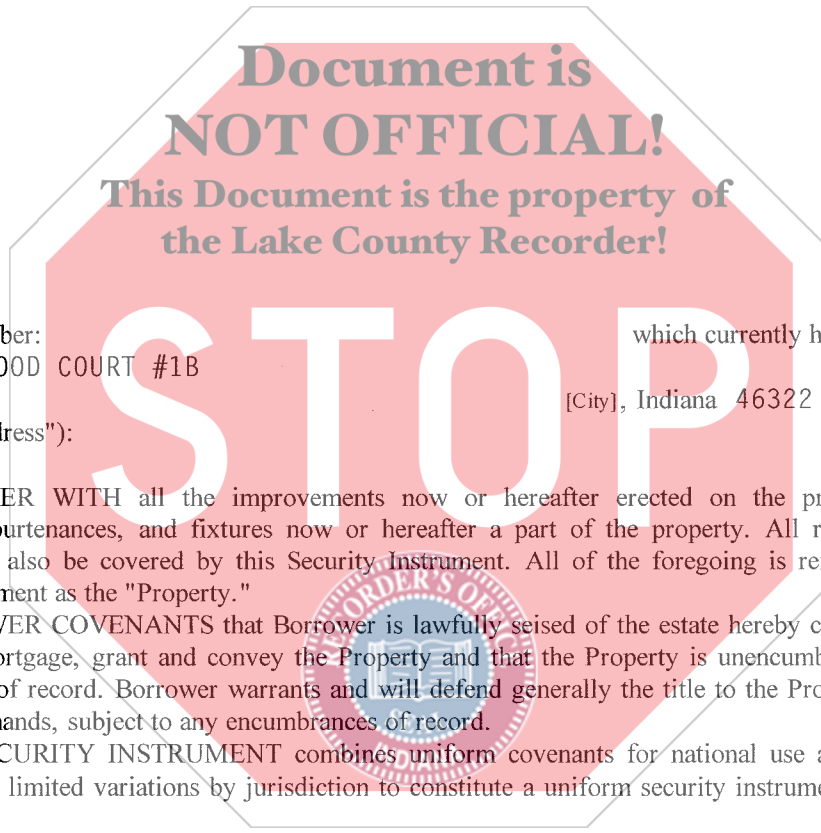 Document is
NOT OFFICIAL!
This Document is the property of
the Lake County Recorder!
STOP
ber: which currently h
OOD COURT #1B
[City], Indiana 46322
dress"):
ER WITH all the improvements now or hereafter erected on the pr
purtenances, and fixtures now or hereafter a part of the property. All r
also be covered by this Security Instrument. All of the foregoing is re
ment as the "Property."
VER COVENANTS that Borrower is lawfully seised of the estate hereby c
ortgage, grant and convey the Property and that the Property is unencumb
of record. Borrower warrants and will defend generally the title to the Pro
mands, subject to any encumbrances of record.
CURITY INSTRUMENT combines uniform covenants for national use a
limited variations by jurisdiction to constitute a uniform security instrume
RECORDER'S OFFIC
INDIANA